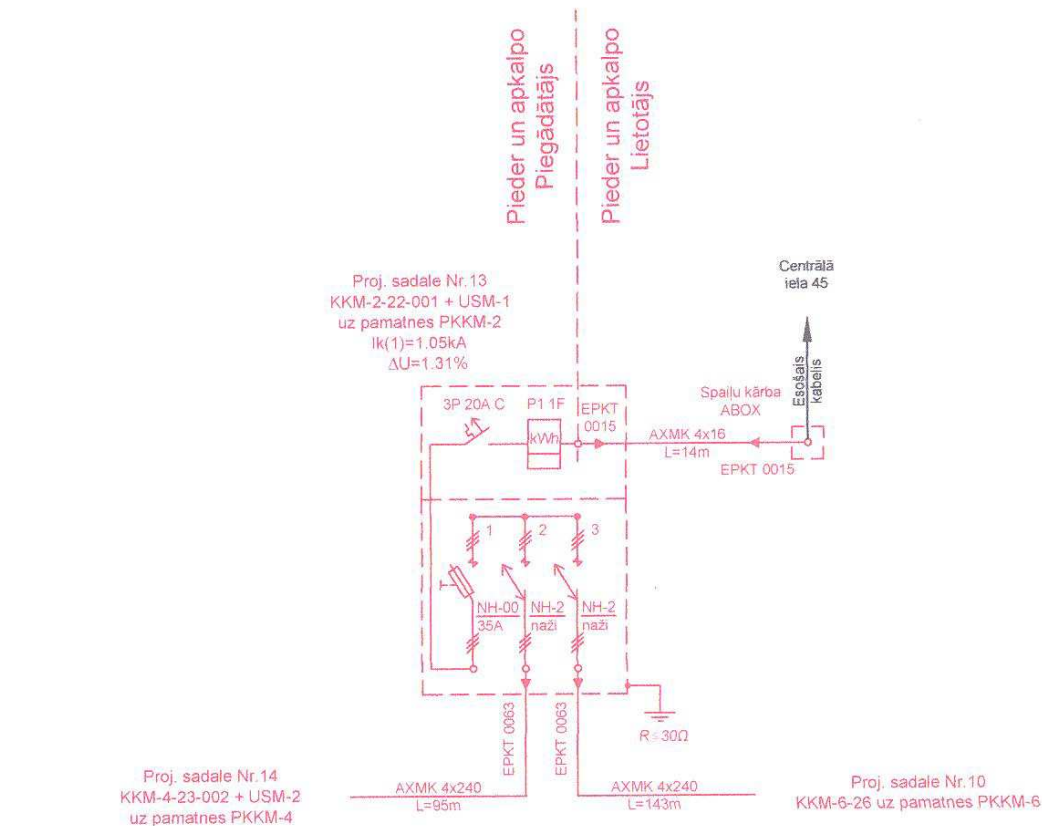 Pieder un apkalpo
Piegādātājs
Pieder un apkalpo
Lietotājs
Proj. sadale Nr.13
KKM-2-22-001 + USM-1
uz pamatnes PKKM-2
Ik(1)=1.05kA
ΔU=1.31%
Centrālā
iela 45
Esošais
kabelis
Spaiļu kārba
ABOX
3P 20A C
P1 1F
EPKT
0015
kWh
AXMK 4x16
L=14m
EPKT 0015
1
2
3
NH-00
35A
NH-2
naži
NH-2
naži
EPKT 0063
EPKT 0063
R≤30Ω
Proj. sadale Nr.14
KKM-4-23-002 + USM-2
uz pamatnes PKKM-4
AXMK 4x240
L=95m
AXMK 4x240
L=143m
Proj. sadale Nr.10
KKM-6-26 uz pamatnes PKKM-6